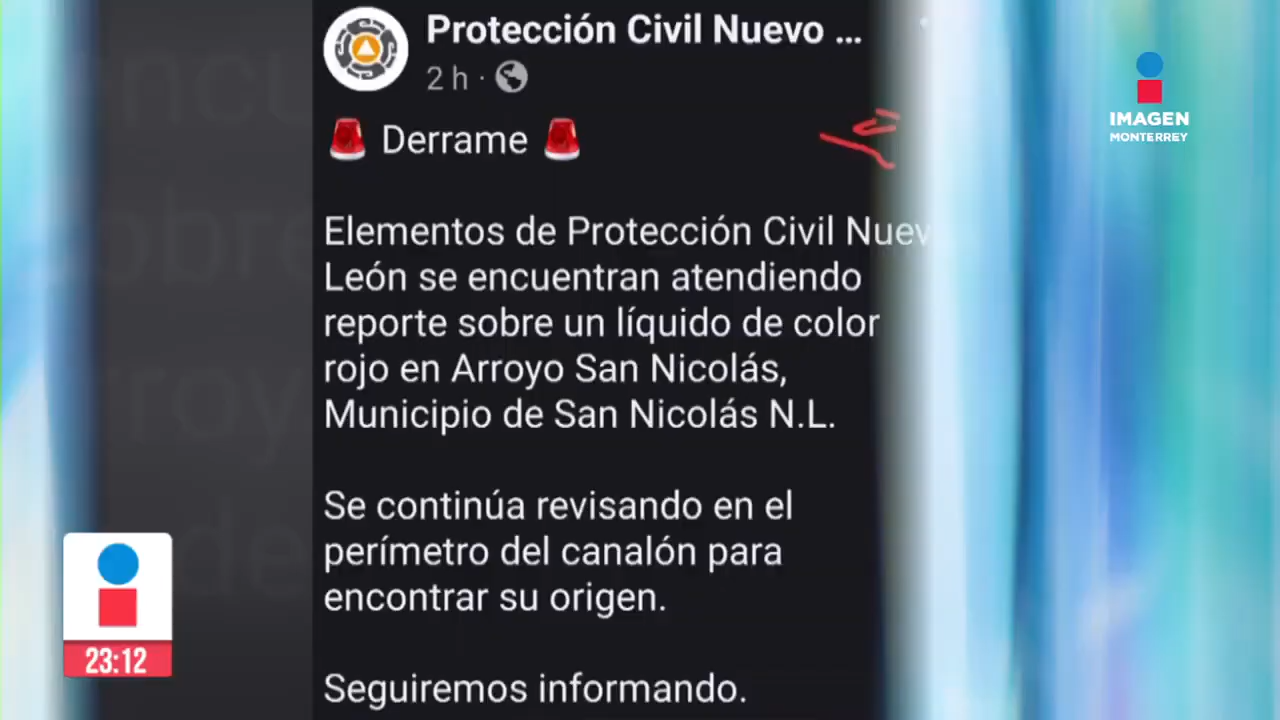 Protección Civil Nuevo ...
2 h ·
Derrame
Elementos de Protección Civil Nuev
León se encuentran atendiendo
reporte sobre un líquido de color
rojo en Arroyo San Nicolás,
Municipio de San Nicolás N.L.
Se continúa revisando en el
perímetro del canalón para
encontrar su origen.
Seguiremos informando.
IMAGEN
MONTERREY
23:12